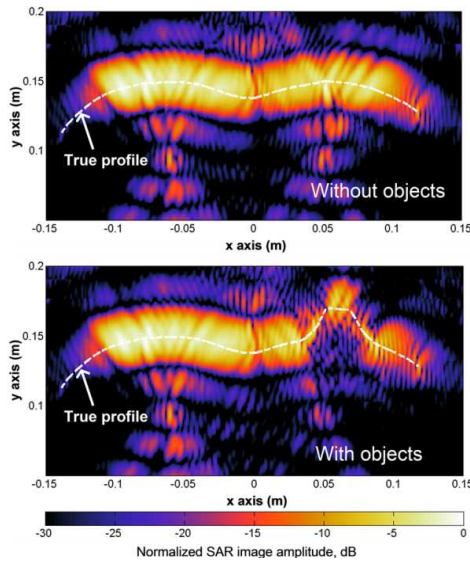 0.2
y axis (m)
0.15
0.1
True profile
Without objects
-0.15 -0.1 -0.05 0 0.05 0.1 0.15
x axis (m)
0.2
y axis (m)
0.15
0.1
True profile
With objects
-0.15 -0.1 -0.05 0 0.05 0.1 0.15
x axis (m)
-30 -25 -20 -15 -10 -5 0
Normalized SAR image amplitude, dB